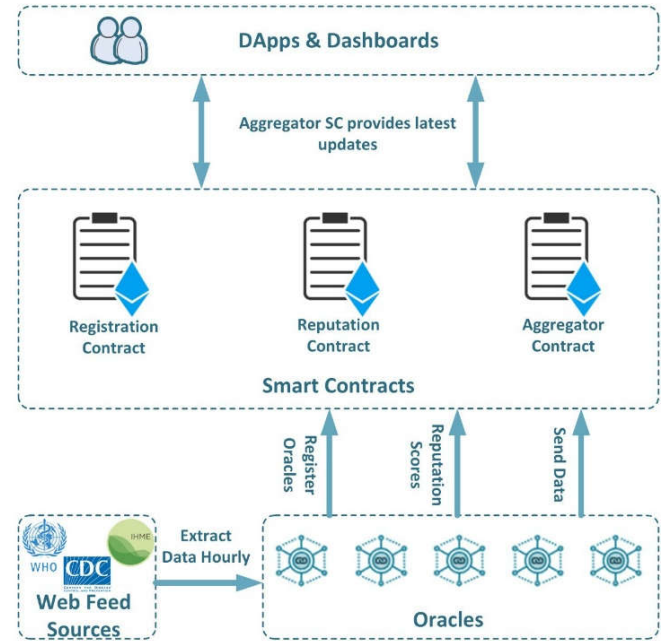 DApps & Dashboards
Aggregator SC provides latest
updates
Registration
Contract
Reputation
Contract
Aggregator
Contract
Smart Contracts
Register
Oracles
Reputation
Scores
Send Data
WHO
IHME
CDC
Extract
Data Hourly
Web Feed
Sources
Oracles